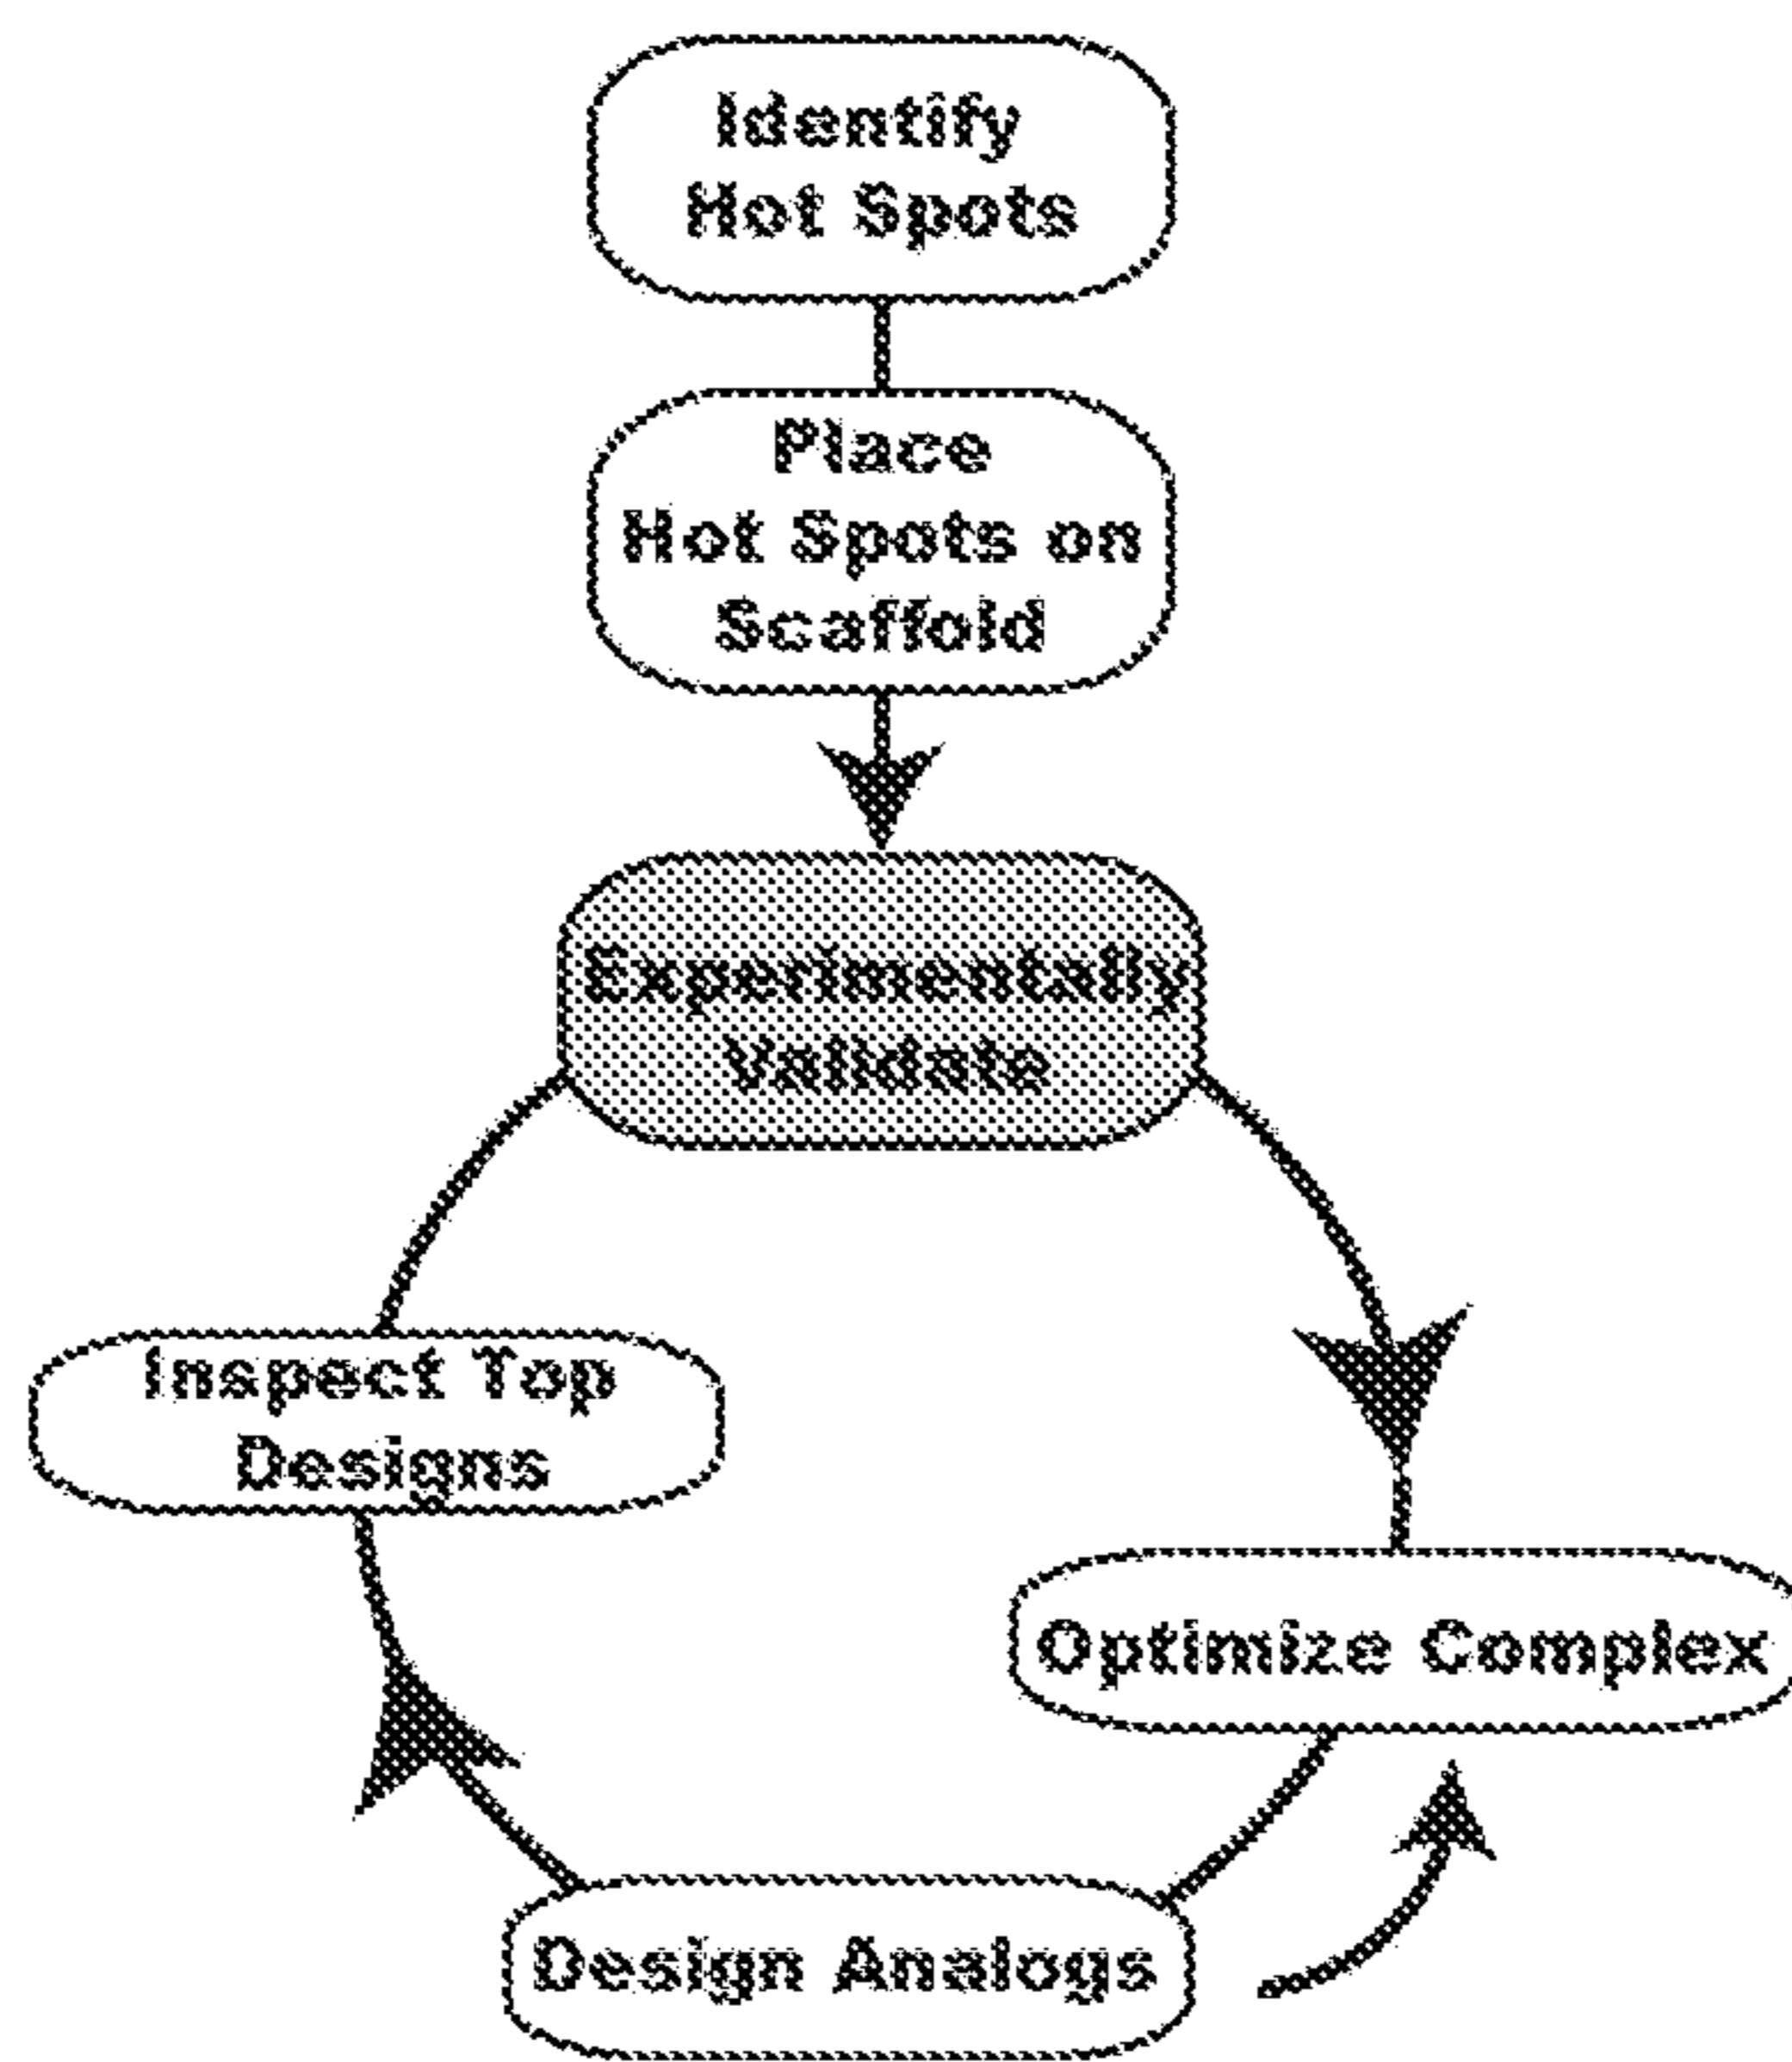 Identify
Hot Spots
Place
Hot Spots on
Scaffold
Experimentally
Validate
Inspect Top
Designs
Optimize Complex
Design Analogs